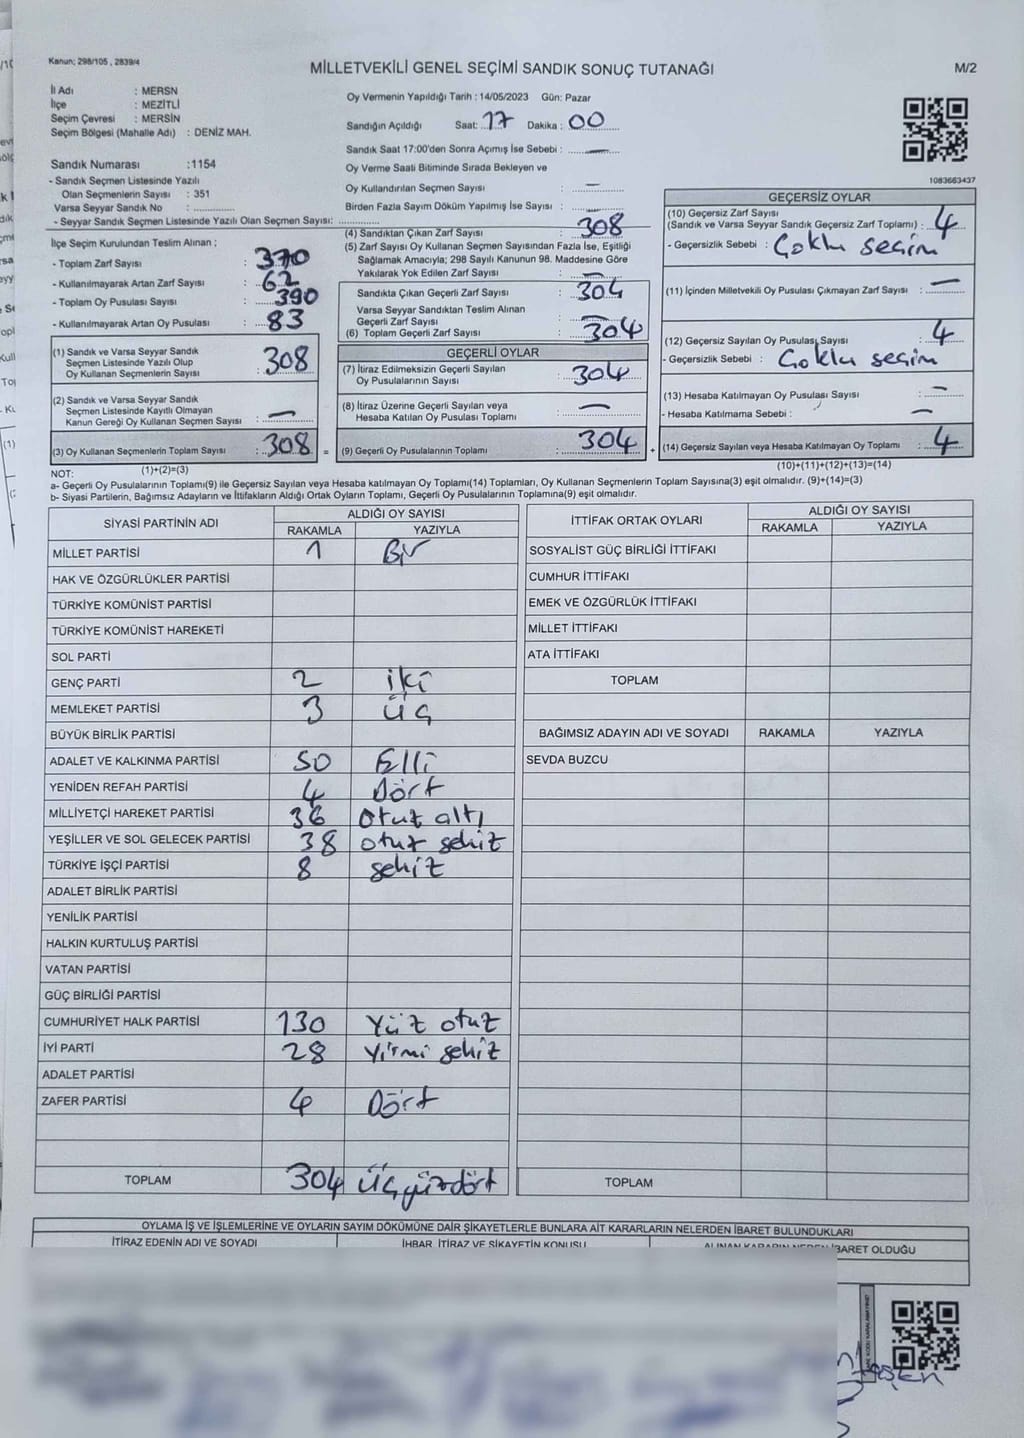 Kanun; 298/105 , 2839/4
MİLLETVEKİLİ GENEL SEÇİMİ SANDIK SONUÇ TUTANAĞI
M/2
İl Adı : MERSN
İlçe : MEZİTLİ
Seçim Çevresi : MERSİN
Seçim Bölgesi (Mahalle Adı) : DENİZ MAH.
Sandık Numarası :1154
- Sandık Seçmen Listesinde Yazılı
Olan Seçmenlerin Sayısı : 351
Varsa Seyyar Sandık No :
- Seyyar Sandık Seçmen Listesinde Yazılı Olan Seçmen Sayısı:
Oy Vermenin Yapıldığı Tarih : 14/05/2023 Gün: Pazar
Sandığın Açıldığı Saat: 17 Dakika : 00
Sandık Saat 17:00'den Sonra Açımış İse Sebebi : —
Oy Verme Saati Bitiminde Sırada Bekleyen ve
Oy Kullandırılan Seçmen Sayısı : —
Birden Fazla Sayım Döküm Yapılmış İse Sayısı : —
1083663437
İlçe Seçim Kurulundan Teslim Alınan ;
- Toplam Zarf Sayısı : 370
- Kullanılmayarak Artan Zarf Sayısı : 62
- Toplam Oy Pusulası Sayısı : 390
- Kullanılmayarak Artan Oy Pusulası : 83
(1) Sandık ve Varsa Seyyar Sandık
Seçmen Listesinde Yazılı Olup
Oy Kullanan Seçmenlerin Sayısı : 308
(2) Sandık ve Varsa Seyyar Sandık
Seçmen Listesinde Kayıtlı Olmayan
Kanun Gereği Oy Kullanan Seçmen Sayısı : —
(3) Oy Kullanan Seçmenlerin Toplam Sayısı : 308 =
(4) Sandıktan Çıkan Zarf Sayısı : 308
(5) Zarf Sayısı Oy Kullanan Seçmen Sayısından Fazla İse, Eşitliği
Sağlamak Amacıyla; 298 Sayılı Kanunun 98. Maddesine Göre
Yakılarak Yok Edilen Zarf Sayısı : —
Sandıkta Çıkan Geçerli Zarf Sayısı : 304
Varsa Seyyar Sandıktan Teslim Alınan
Geçerli Zarf Sayısı : —
(6) Toplam Geçerli Zarf Sayısı : 304
GEÇERLİ OYLAR
(7) İtiraz Edilmeksizin Geçerli Sayılan
Oy Pusulalarının Sayısı : 304
(8) İtiraz Üzerine Geçerli Sayılan veya
Hesaba Katılan Oy Pusulası Toplamı : —
(9) Geçerli Oy Pusulalarının Toplamı : 304 +
GEÇERSİZ OYLAR
(10) Geçersiz Zarf Sayısı
(Sandık ve Varsa Seyyar Sandık Geçersiz Zarf Toplamı) : 4
- Geçersizlik Sebebi : Çoklu seçim
(11) İçinden Milletvekili Oy Pusulası Çıkmayan Zarf Sayısı : —
(12) Geçersiz Sayılan Oy Pusulası Sayısı : 4
- Geçersizlik Sebebi : Çoklu seçim
(13) Hesaba Katılmayan Oy Pusulası Sayısı : —
- Hesaba Katılmama Sebebi : —
(14) Geçersiz Sayılan veya Hesaba Katılmayan Oy Toplamı : 4
NOT: (1)+(2)=(3)
(10)+(11)+(12)+(13)=(14)
a- Geçerli Oy Pusulalarının Toplamı(9) ile Geçersiz Sayılan veya Hesaba katılmayan Oy Toplamı(14) Toplamları, Oy Kullanan Seçmenlerin Toplam Sayısına(3) eşit olmalıdır. (9)+(14)=(3)
b- Siyasi Partilerin, Bağımsız Adayların ve İttifakların Aldığı Ortak Oyların Toplamı, Geçerli Oy Pusulalarının Toplamına(9) eşit olmalıdır.
SİYASİ PARTİNİN ADI ALDIĞI OY SAYISI
RAKAMLA YAZIYLA
MİLLET PARTİSİ 1 Bir
HAK VE ÖZGÜRLÜKLER PARTİSİ
TÜRKİYE KOMÜNİST PARTİSİ
TÜRKİYE KOMÜNİST HAREKETİ
SOL PARTİ
GENÇ PARTİ 2 iki
MEMLEKET PARTİSİ 3 üç
BÜYÜK BİRLİK PARTİSİ
ADALET VE KALKINMA PARTİSİ 50 Elli
YENİDEN REFAH PARTİSİ 4 Dört
MİLLİYETÇİ HAREKET PARTİSİ 36 otuz altı
YEŞİLLER VE SOL GELECEK PARTİSİ 38 otuz sekiz
TÜRKİYE İŞÇİ PARTİSİ 8 sekiz
ADALET BİRLİK PARTİSİ
YENİLİK PARTİSİ
HALKIN KURTULUŞ PARTİSİ
VATAN PARTİSİ
GÜÇ BİRLİĞİ PARTİSİ
CUMHURİYET HALK PARTİSİ 130 Yüz otuz
İYİ PARTİ 28 Yirmi sekiz
ADALET PARTİSİ
ZAFER PARTİSİ 4 Dört
TOPLAM 304 üçyüzdört
İTTİFAK ORTAK OYLARI ALDIĞI OY SAYISI
RAKAMLA YAZIYLA
SOSYALİST GÜÇ BİRLİĞİ İTTİFAKI
CUMHUR İTTİFAKI
EMEK VE ÖZGÜRLÜK İTTİFAKI
MİLLET İTTİFAKI
ATA İTTİFAKI
TOPLAM
BAĞIMSIZ ADAYIN ADI VE SOYADI RAKAMLA YAZIYLA
SEVDA BUZCU
TOPLAM
OYLAMA İŞ VE İŞLEMLERİNE VE OYLARIN SAYIM DÖKÜMÜNE DAİR ŞİKAYETLERLE BUNLARA AİT KARARLARIN NELERDEN İBARET BULUNDUKLARI
İTİRAZ EDENİN ADI VE SOYADI İHBAR, İTİRAZ VE ŞİKAYETİN KONUSU ALINAN KARARIN NEDEN İBARET OLDUĞU